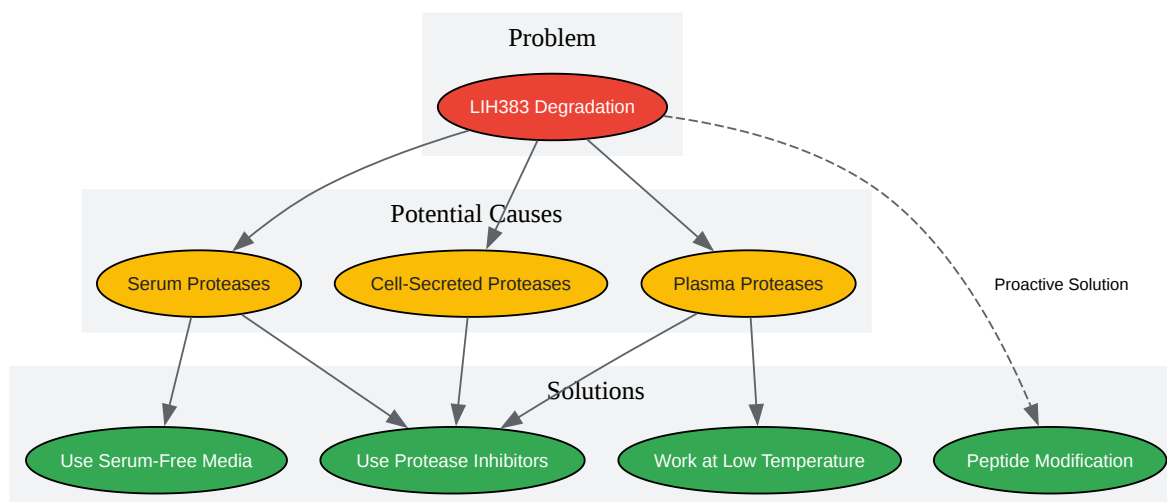 Problem
LIH383 Degradation
Potential Causes
Serum Proteases
Cell-Secreted Proteases
Plasma Proteases
Proactive Solution
Solutions
Use Serum-Free Media
Use Protease Inhibitors
Work at Low Temperature
Peptide Modification